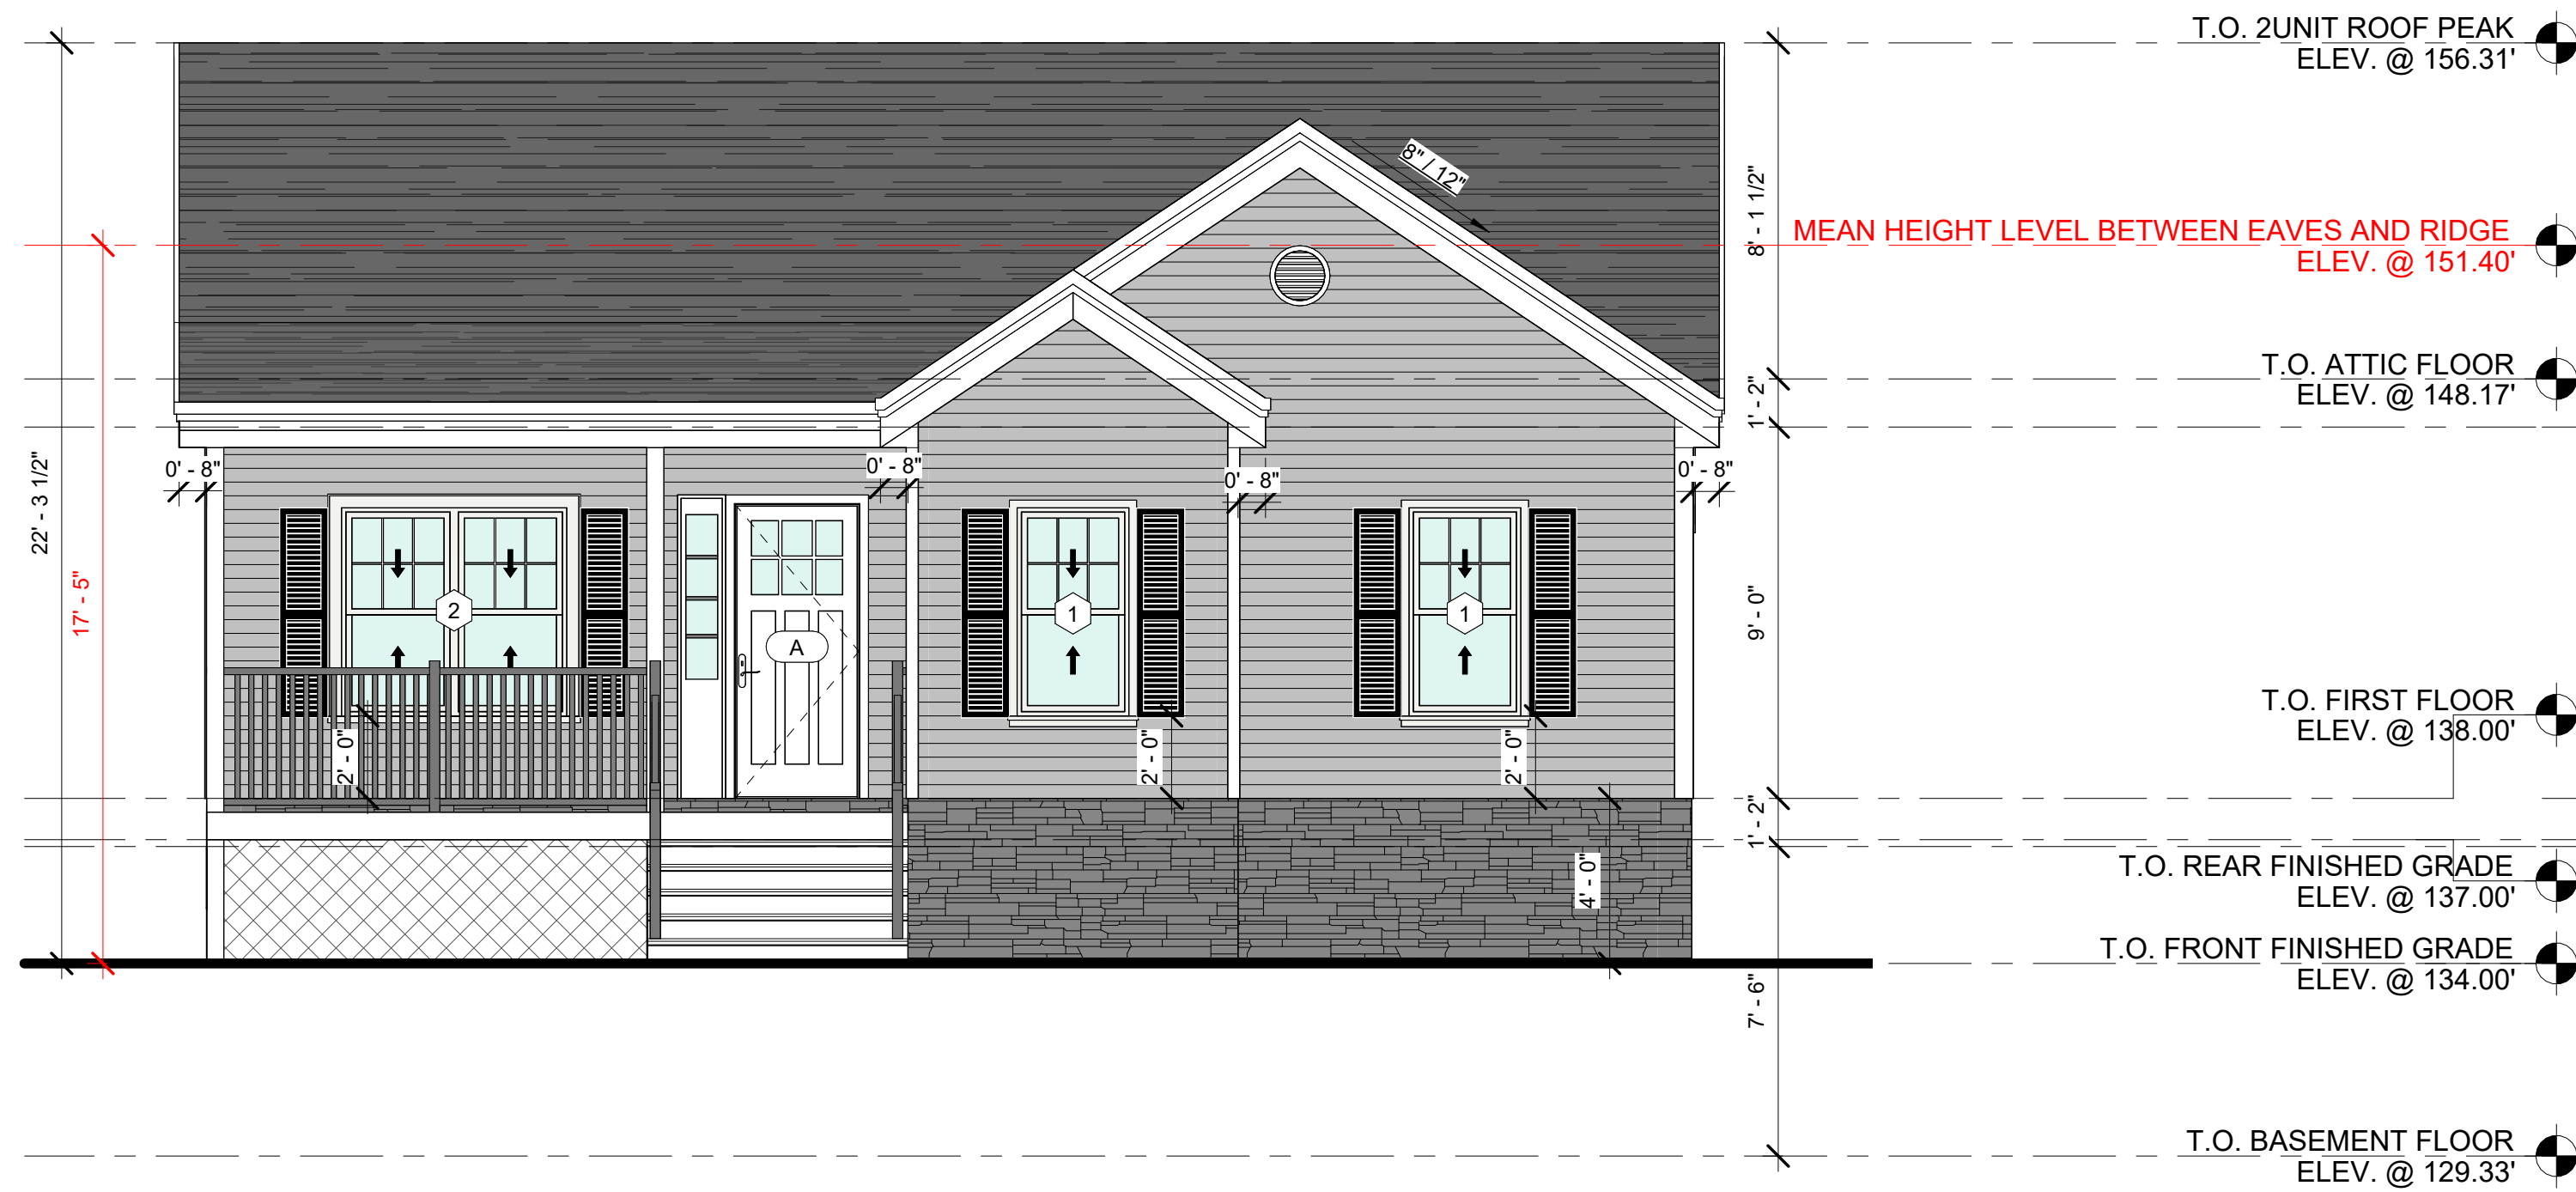 T.O. 2UNIT ROOF PEAK
ELEV. @ 156.31'
8" / 12"
8' - 1 1/2"
MEAN HEIGHT LEVEL BETWEEN EAVES AND RIDGE
ELEV. @ 151.40'
T.O. ATTIC FLOOR
ELEV. @ 148.17'
1' - 2"
22' - 3 1/2"
0' - 8"
0' - 8"
0' - 8"
0' - 8"
17' - 5"
2
A
1
1
9' - 0"
T.O. FIRST FLOOR
ELEV. @ 138.00'
2' - 0"
2' - 0"
2' - 0"
1' - 2"
4' - 0"
T.O. REAR FINISHED GRADE
ELEV. @ 137.00'
T.O. FRONT FINISHED GRADE
ELEV. @ 134.00'
7' - 6"
T.O. BASEMENT FLOOR
ELEV. @ 129.33'